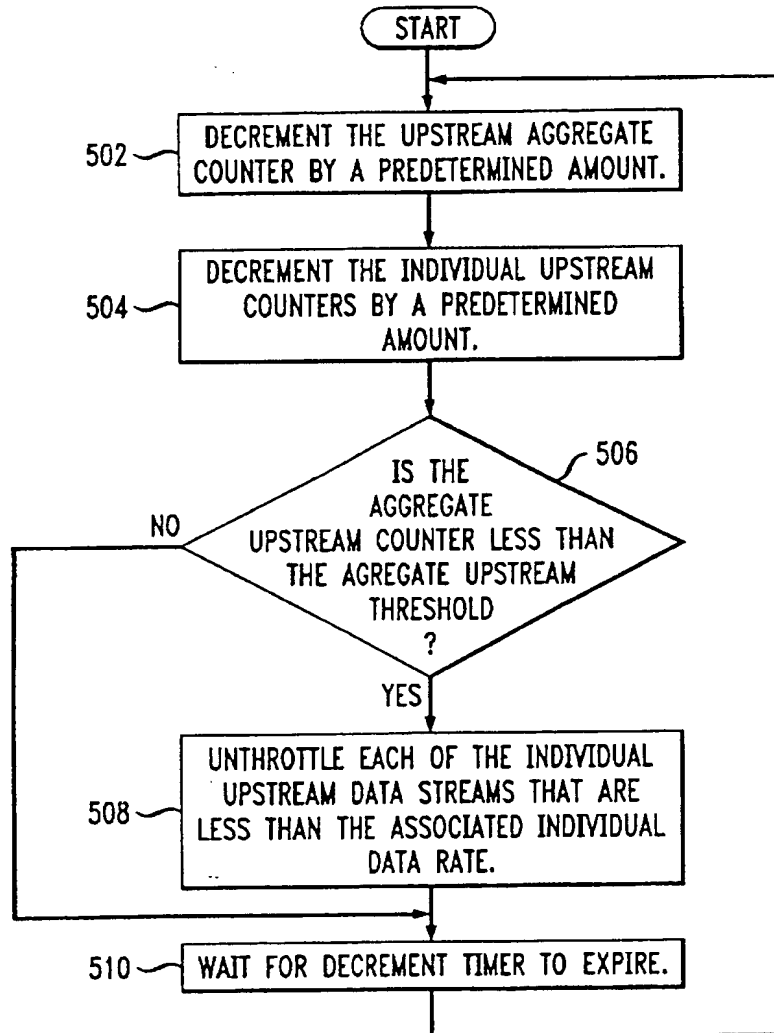 START
502
DECREMENT THE UPSTREAM AGGREGATE
COUNTER BY A PREDETERMINED AMOUNT.
504
DECREMENT THE INDIVIDUAL UPSTREAM
COUNTERS BY A PREDETERMINED
AMOUNT.
506
IS THE
AGGREGATE
UPSTREAM COUNTER LESS THAN
THE AGREGATE UPSTREAM
THRESHOLD
?
NO
YES
508
UNTHROTTLE EACH OF THE INDIVIDUAL
UPSTREAM DATA STREAMS THAT ARE
LESS THAN THE ASSOCIATED INDIVIDUAL
DATA RATE.
510
WAIT FOR DECREMENT TIMER TO EXPIRE.